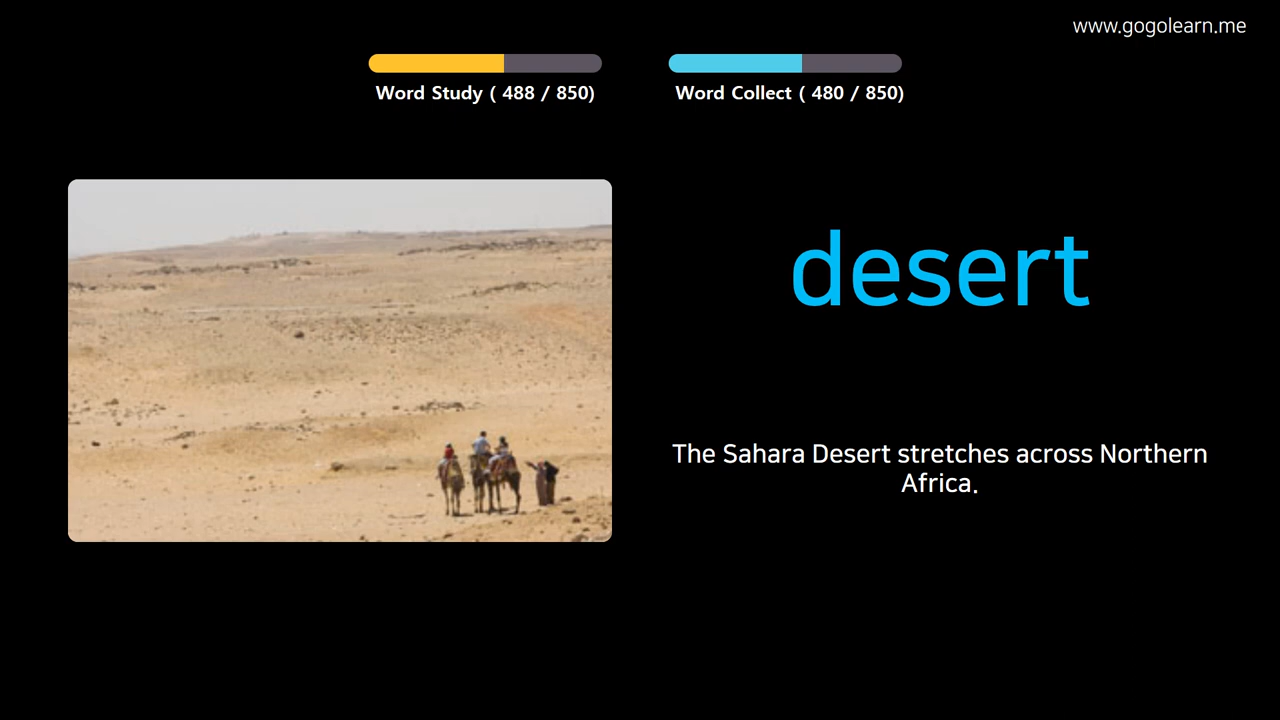 www.gogolearn.me
Word Study ( 488 / 850)
Word Collect ( 480 / 850)
desert
The Sahara Desert stretches across Northern
Africa.